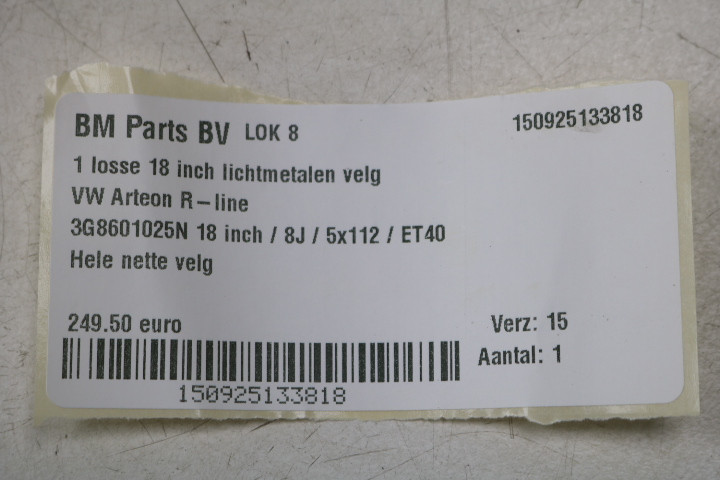 BM Parts BV LOK 8 150925133818
1 losse 18 inch lichtmetalen velg
VW Arteon R-line
3G8601025N 18 inch / 8J / 5x112 / ET40
Hele nette velg
249.50 euro Verz: 15
Aantal: 1
150925133818